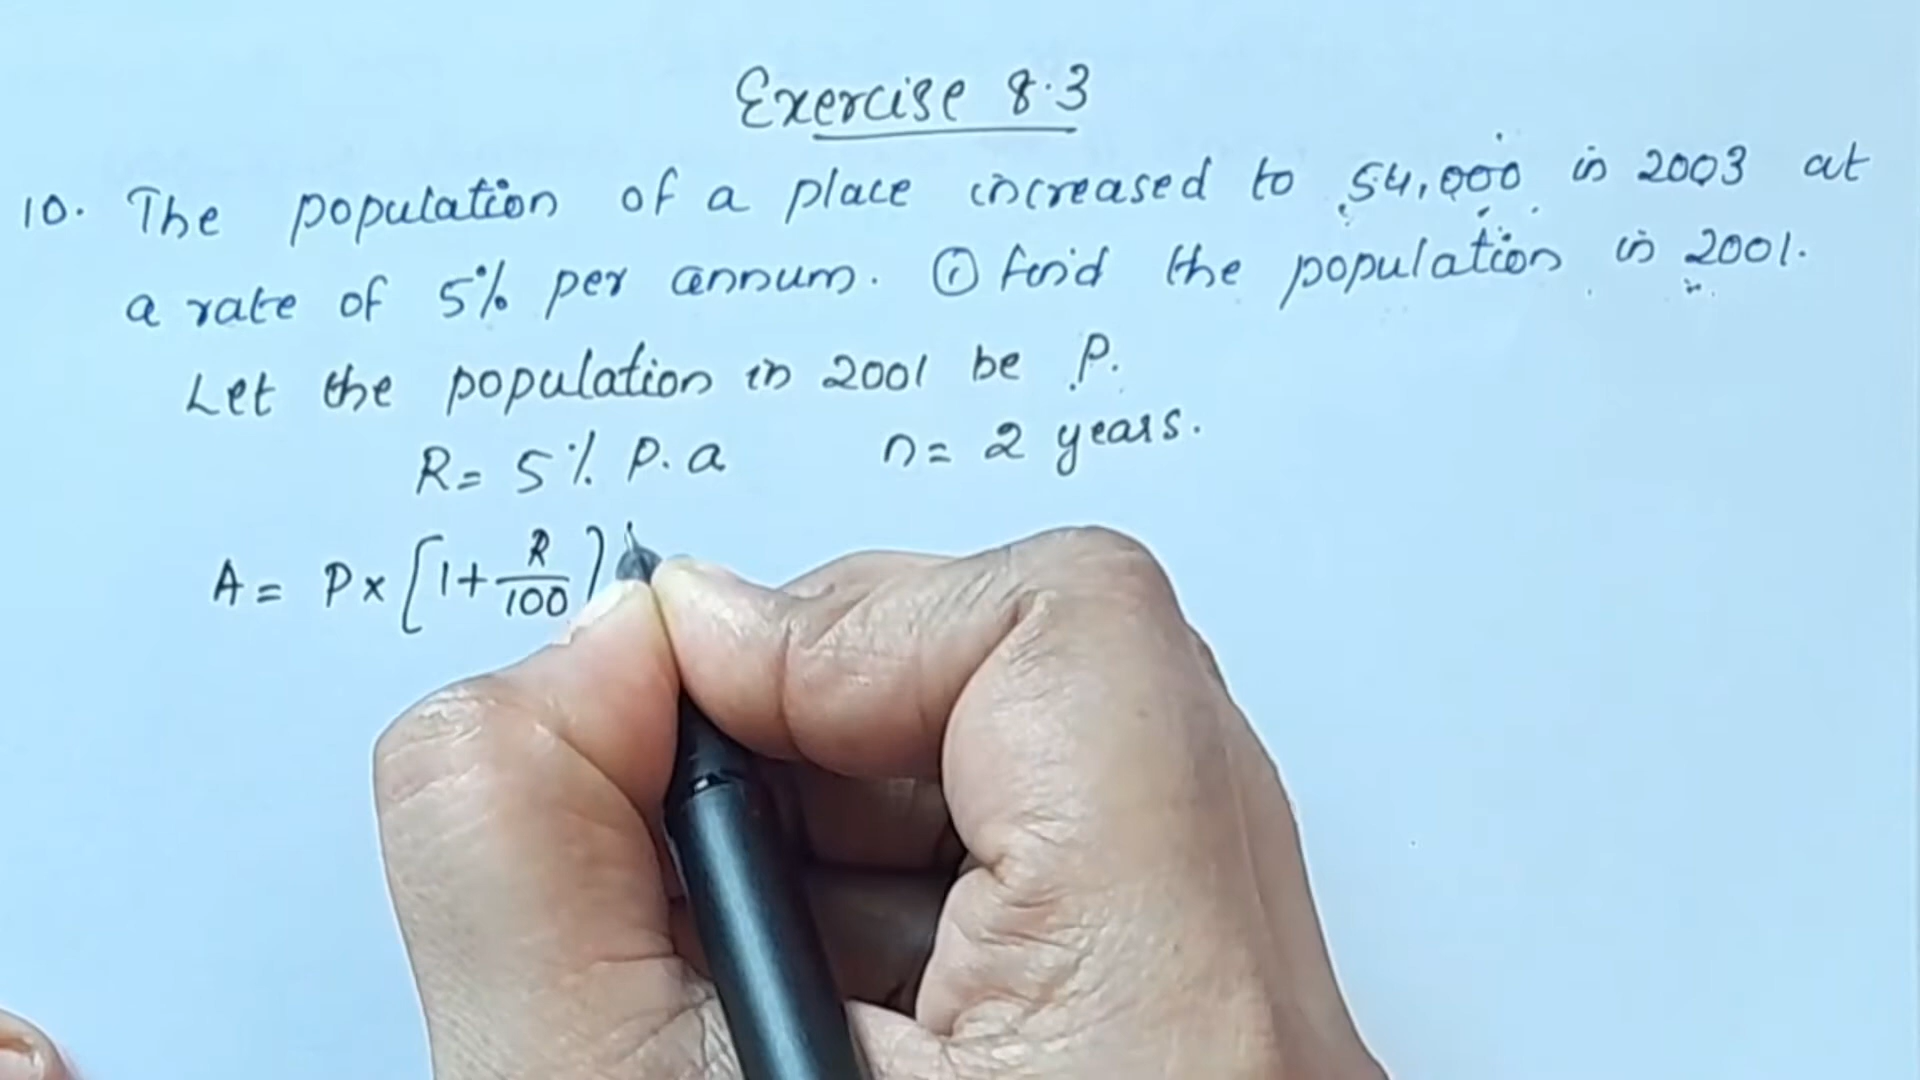 Exercise 8.3
10. The population of a place increased to 54,000 in 2003 at
a rate of 5% per annum. (i) find the population in 2001.
Let the population in 2001 be P.
R = 5% P.a n = 2 years.
A = P x [1 + R/100]